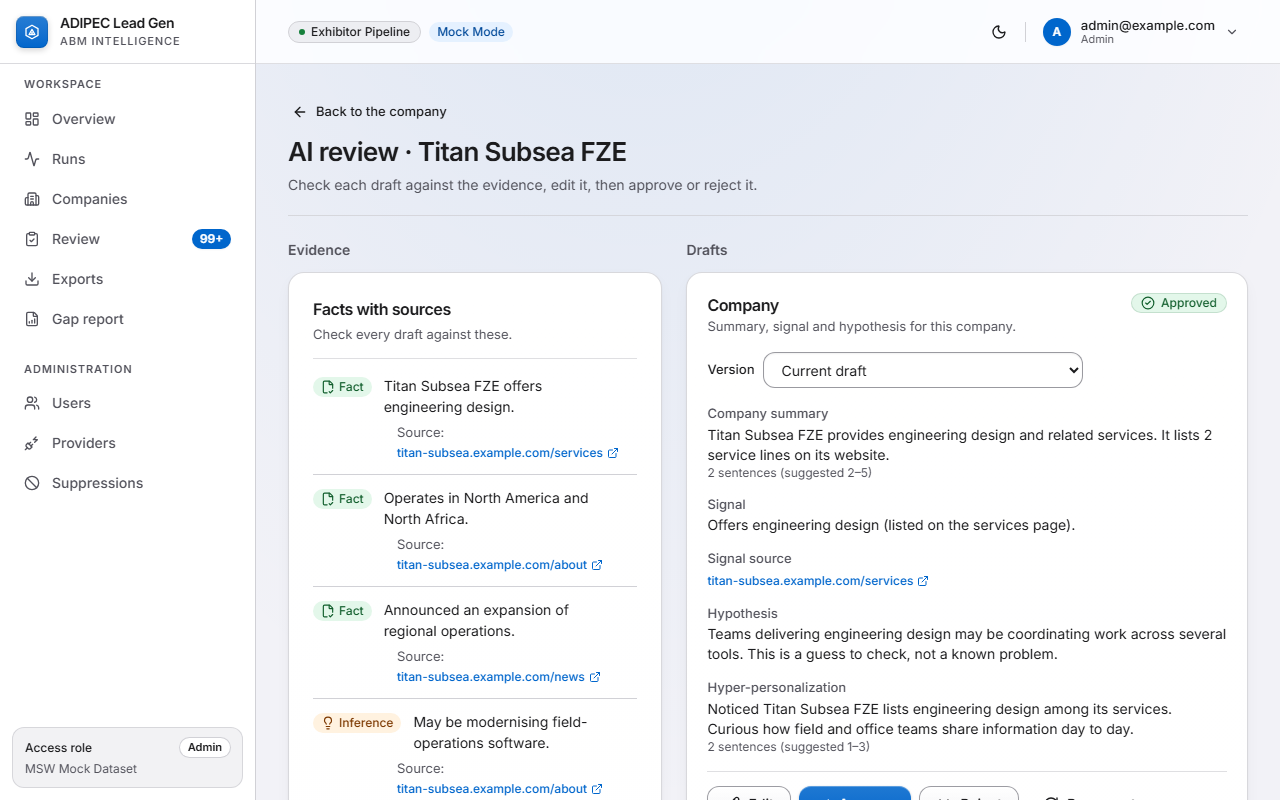 ADIPEC Lead Gen
ABM INTELLIGENCE
Exhibitor Pipeline
Mock Mode
A
admin@example.com
Admin
WORKSPACE
Overview
Runs
Companies
Review
99+
Exports
Gap report
ADMINISTRATION
Users
Providers
Suppressions
Access role
Admin
MSW Mock Dataset
Back to the company
AI review · Titan Subsea FZE
Check each draft against the evidence, edit it, then approve or reject it.
Evidence
Facts with sources
Check every draft against these.
Fact
Titan Subsea FZE offers
engineering design.
Source:
titan-subsea.example.com/services
Fact
Operates in North America and
North Africa.
Source:
titan-subsea.example.com/about
Fact
Announced an expansion of
regional operations.
Source:
titan-subsea.example.com/news
Inference
May be modernising field-
operations software.
Source:
titan-subsea.example.com/about
Drafts
Company
Approved
Summary, signal and hypothesis for this company.
Version
Current draft
Company summary
Titan Subsea FZE provides engineering design and related services. It lists 2
service lines on its website.
2 sentences (suggested 2–5)
Signal
Offers engineering design (listed on the services page).
Signal source
titan-subsea.example.com/services
Hypothesis
Teams delivering engineering design may be coordinating work across several
tools. This is a guess to check, not a known problem.
Hyper-personalization
Noticed Titan Subsea FZE lists engineering design among its services.
Curious how field and office teams share information day to day.
2 sentences (suggested 1–3)